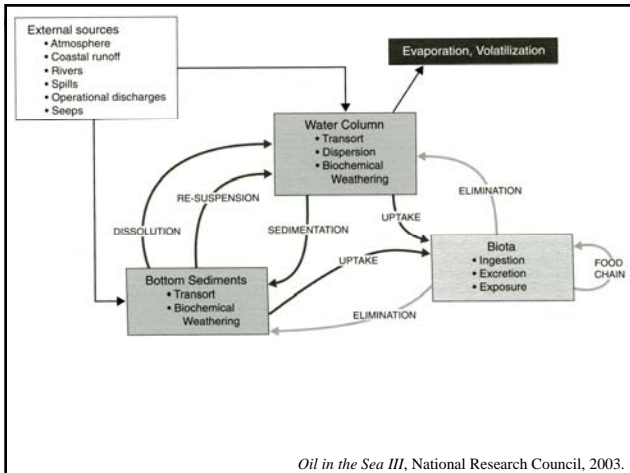 External sources
• Atmosphere
• Coastal runoff
• Rivers
• Spills
• Operational discharges
• Seeps
Evaporation, Volatilization
Water Column
• Transort
• Dispersion
• Biochemical
Weathering
ELIMINATION
RE-SUSPENSION
UPTAKE
DISSOLUTION
SEDIMENTATION
Biota
• Ingestion
• Excretion
• Exposure
FOOD
CHAIN
UPTAKE
Bottom Sediments
• Transort
• Biochemical
Weathering
ELIMINATION
Oil in the Sea III, National Research Council, 2003.